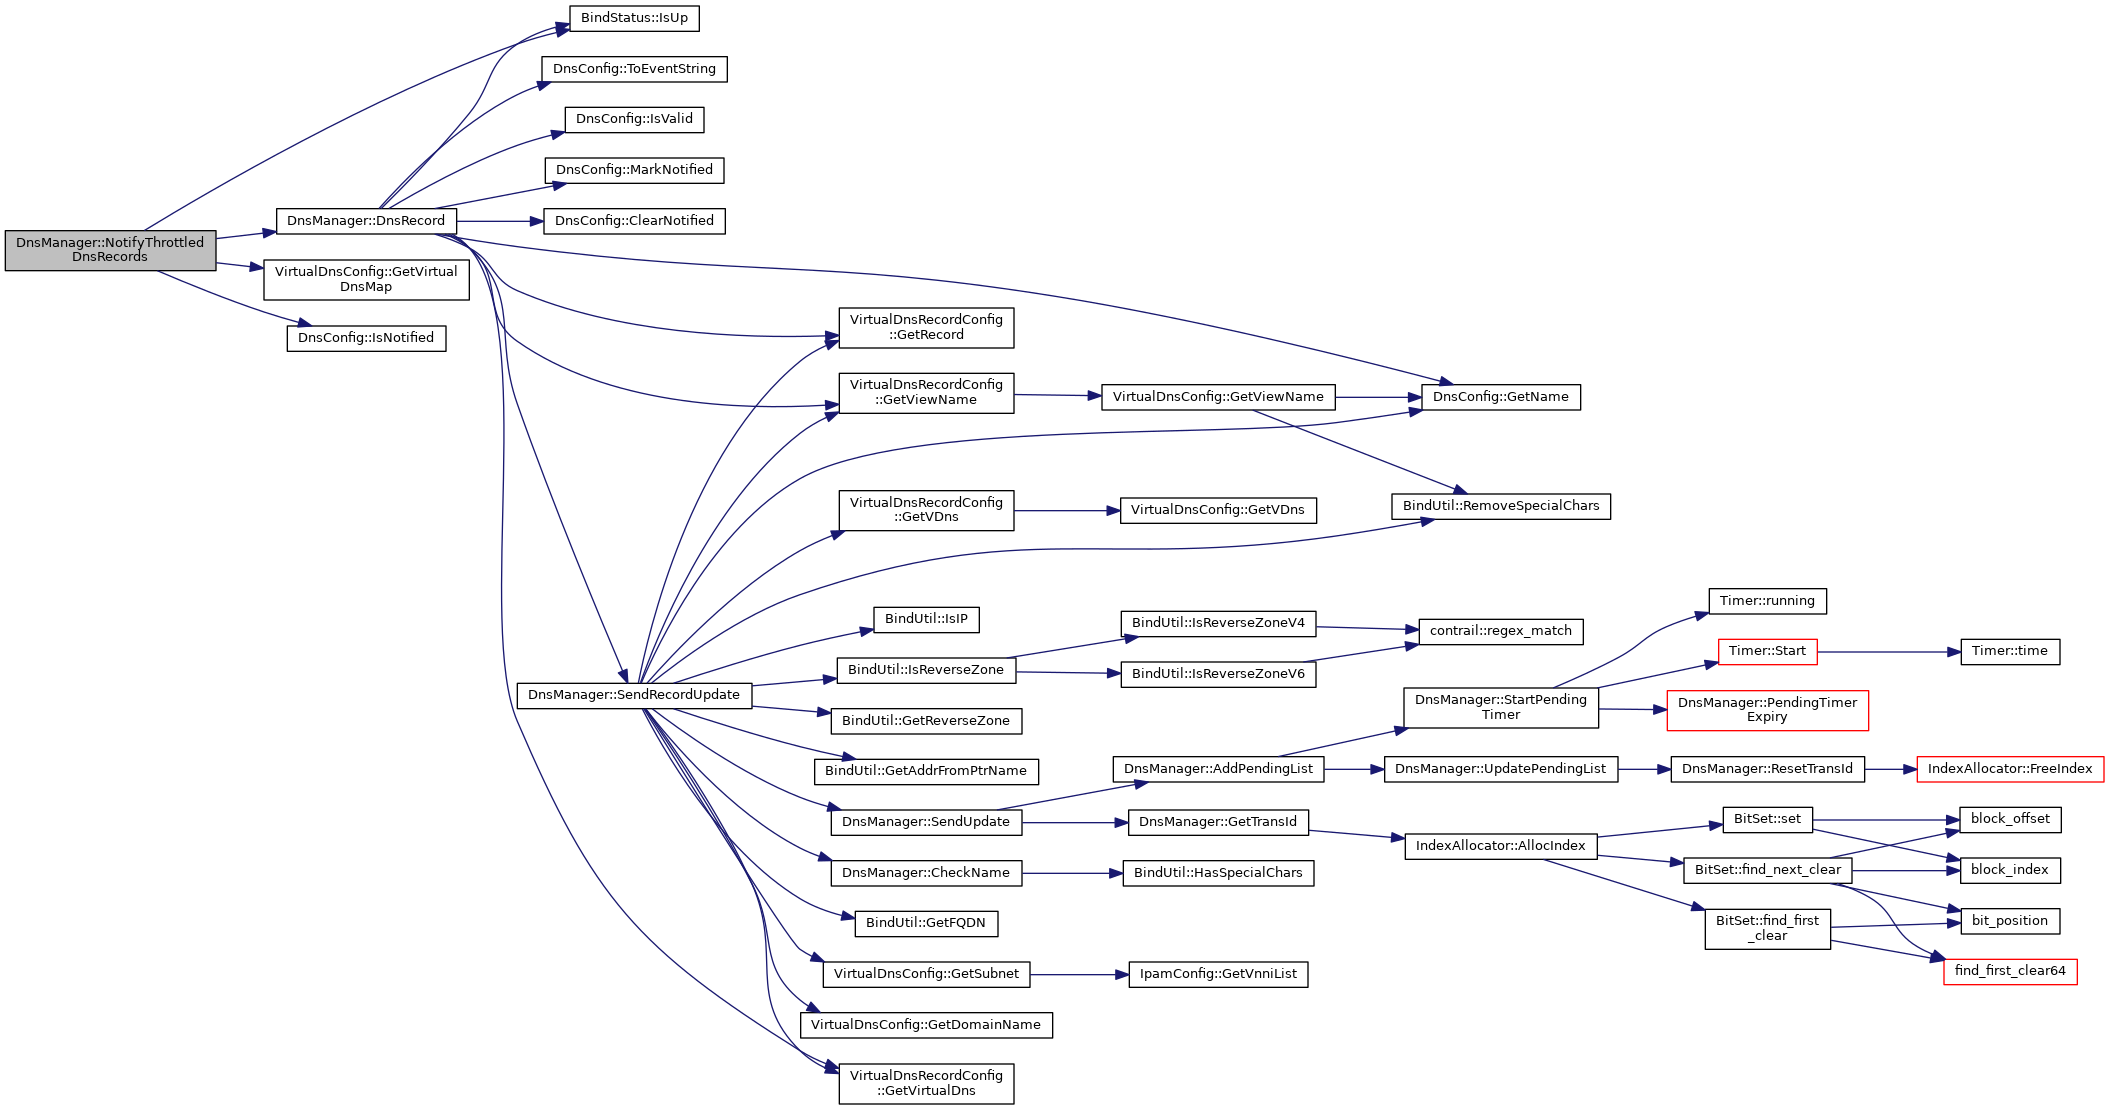 DnsManager::NotifyThrottled
DnsRecords
BindStatus::IsUp
DnsManager::DnsRecord
VirtualDnsConfig::GetVirtual
DnsMap
DnsConfig::IsNotified
DnsConfig::ToEventString
DnsConfig::IsValid
DnsConfig::MarkNotified
DnsConfig::ClearNotified
VirtualDnsRecordConfig
::GetRecord
VirtualDnsRecordConfig
::GetViewName
VirtualDnsConfig::GetViewName
DnsConfig::GetName
BindUtil::RemoveSpecialChars
VirtualDnsRecordConfig
::GetVDns
VirtualDnsConfig::GetVDns
DnsManager::SendRecordUpdate
BindUtil::IsIP
BindUtil::IsReverseZone
BindUtil::IsReverseZoneV4
BindUtil::IsReverseZoneV6
contrail::regex_match
BindUtil::GetReverseZone
BindUtil::GetAddrFromPtrName
DnsManager::SendUpdate
DnsManager::AddPendingList
DnsManager::StartPending
Timer
Timer::running
Timer::Start
Timer::time
DnsManager::PendingTimer
Expiry
DnsManager::UpdatePendingList
DnsManager::ResetTransId
IndexAllocator::FreeIndex
DnsManager::GetTransId
IndexAllocator::AllocIndex
BitSet::set
BitSet::find_next_clear
BitSet::find_first
_clear
block_offset
block_index
bit_position
find_first_clear64
DnsManager::CheckName
BindUtil::HasSpecialChars
BindUtil::GetFQDN
VirtualDnsConfig::GetSubnet
IpamConfig::GetVnniList
VirtualDnsConfig::GetDomainName
VirtualDnsRecordConfig
::GetVirtualDns